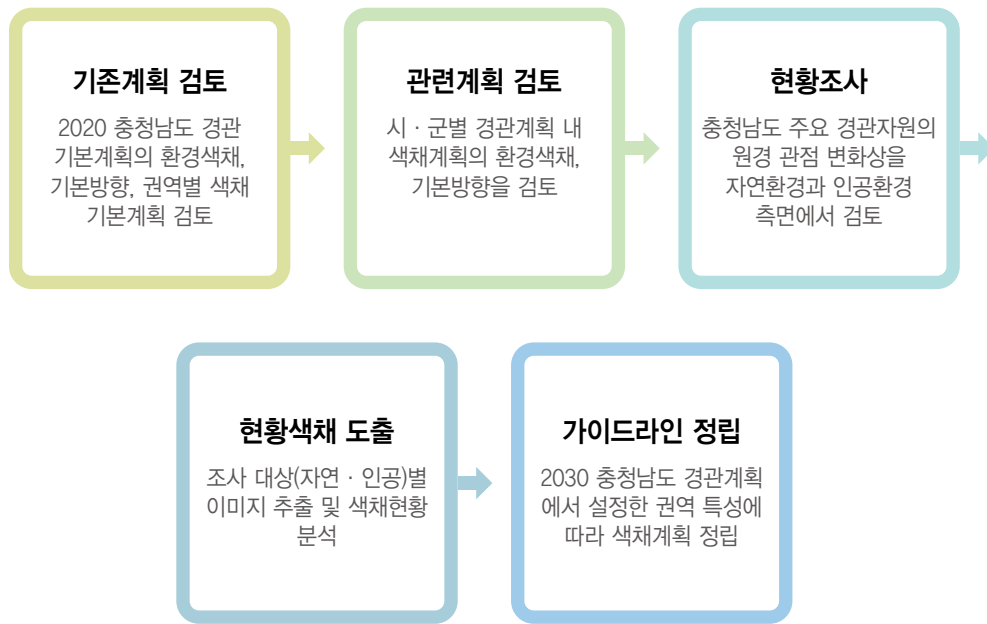 기존계획 검토
2020 충청남도 경관
기본계획의 환경색채,
기본방향, 권역별 색채
기본계획 검토
관련계획 검토
시 · 군별 경관계획 내
색채계획의 환경색채,
기본방향을 검토
현황조사
충청남도 주요 경관자원의
원경 관점 변화상을
자연환경과 인공환경
측면에서 검토
현황색채 도출
조사 대상(자연 · 인공)별
이미지 추출 및 색채현황
분석
가이드라인 정립
2030 충청남도 경관계획
에서 설정한 권역 특성에
따라 색채계획 정립